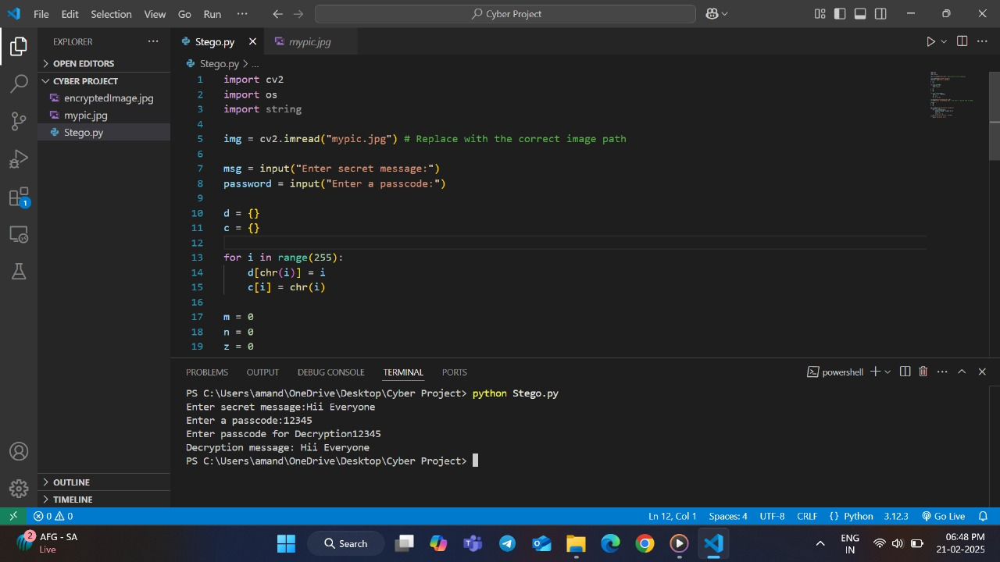 File Edit Selection View Go Run ··· Cyber Project
EXPLORER ···
OPEN EDITORS
CYBER PROJECT
encryptedImage.jpg
mypic.jpg
Stego.py
OUTLINE
TIMELINE
Stego.py mypic.jpg
Stego.py > ...
1 import cv2
2 import os
3 import string
4
5 img = cv2.imread("mypic.jpg") # Replace with the correct image path
6
7 msg = input("Enter secret message:")
8 password = input("Enter a passcode:")
9
10 d = {}
11 c = {}
12
13 for i in range(255):
14 d[chr(i)] = i
15 c[i] = chr(i)
16
17 m = 0
18 n = 0
19 z = 0
PROBLEMS OUTPUT DEBUG CONSOLE TERMINAL PORTS powershell
PS C:\Users\amand\OneDrive\Desktop\Cyber Project> python Stego.py
Enter secret message:Hii Everyone
Enter a passcode:12345
Enter passcode for Decryption12345
Decryption message: Hii Everyone
PS C:\Users\amand\OneDrive\Desktop\Cyber Project>
1
0 0 Ln 12, Col 1 Spaces: 4 UTF-8 CRLF {} Python 3.12.3 Go Live
2 AFG - SA
Live
Search
ENG
IN
06:48 PM
21-02-2025